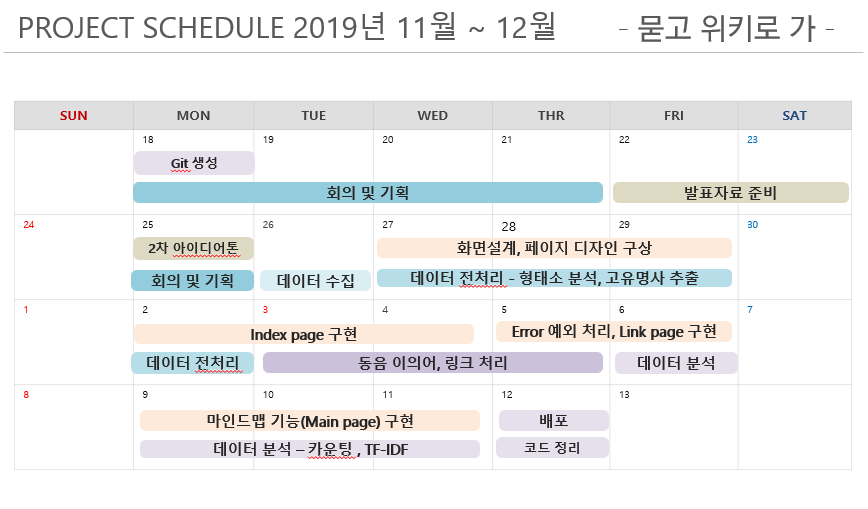 PROJECT SCHEDULE 2019년 11월 ~ 12월 - 묻고 위키로 가 -
SUN MON TUE WED THR FRI SAT
18 19 20 21 22 23
Git 생성
회의 및 기획 발표자료 준비
24 25 26 27 28 29 30
2차 아이디어톤 화면설계, 페이지 디자인 구상
회의 및 기획 데이터 수집 데이터 전처리 - 형태소 분석, 고유명사 추출
1 2 3 4 5 6 7
Index page 구현 Error 예외 처리, Link page 구현
데이터 전처리 동음 이의어, 링크 처리 데이터 분석
8 9 10 11 12 13
마인드맵 기능(Main page) 구현 배포
데이터 분석 – 카운팅 , TF-IDF 코드 정리